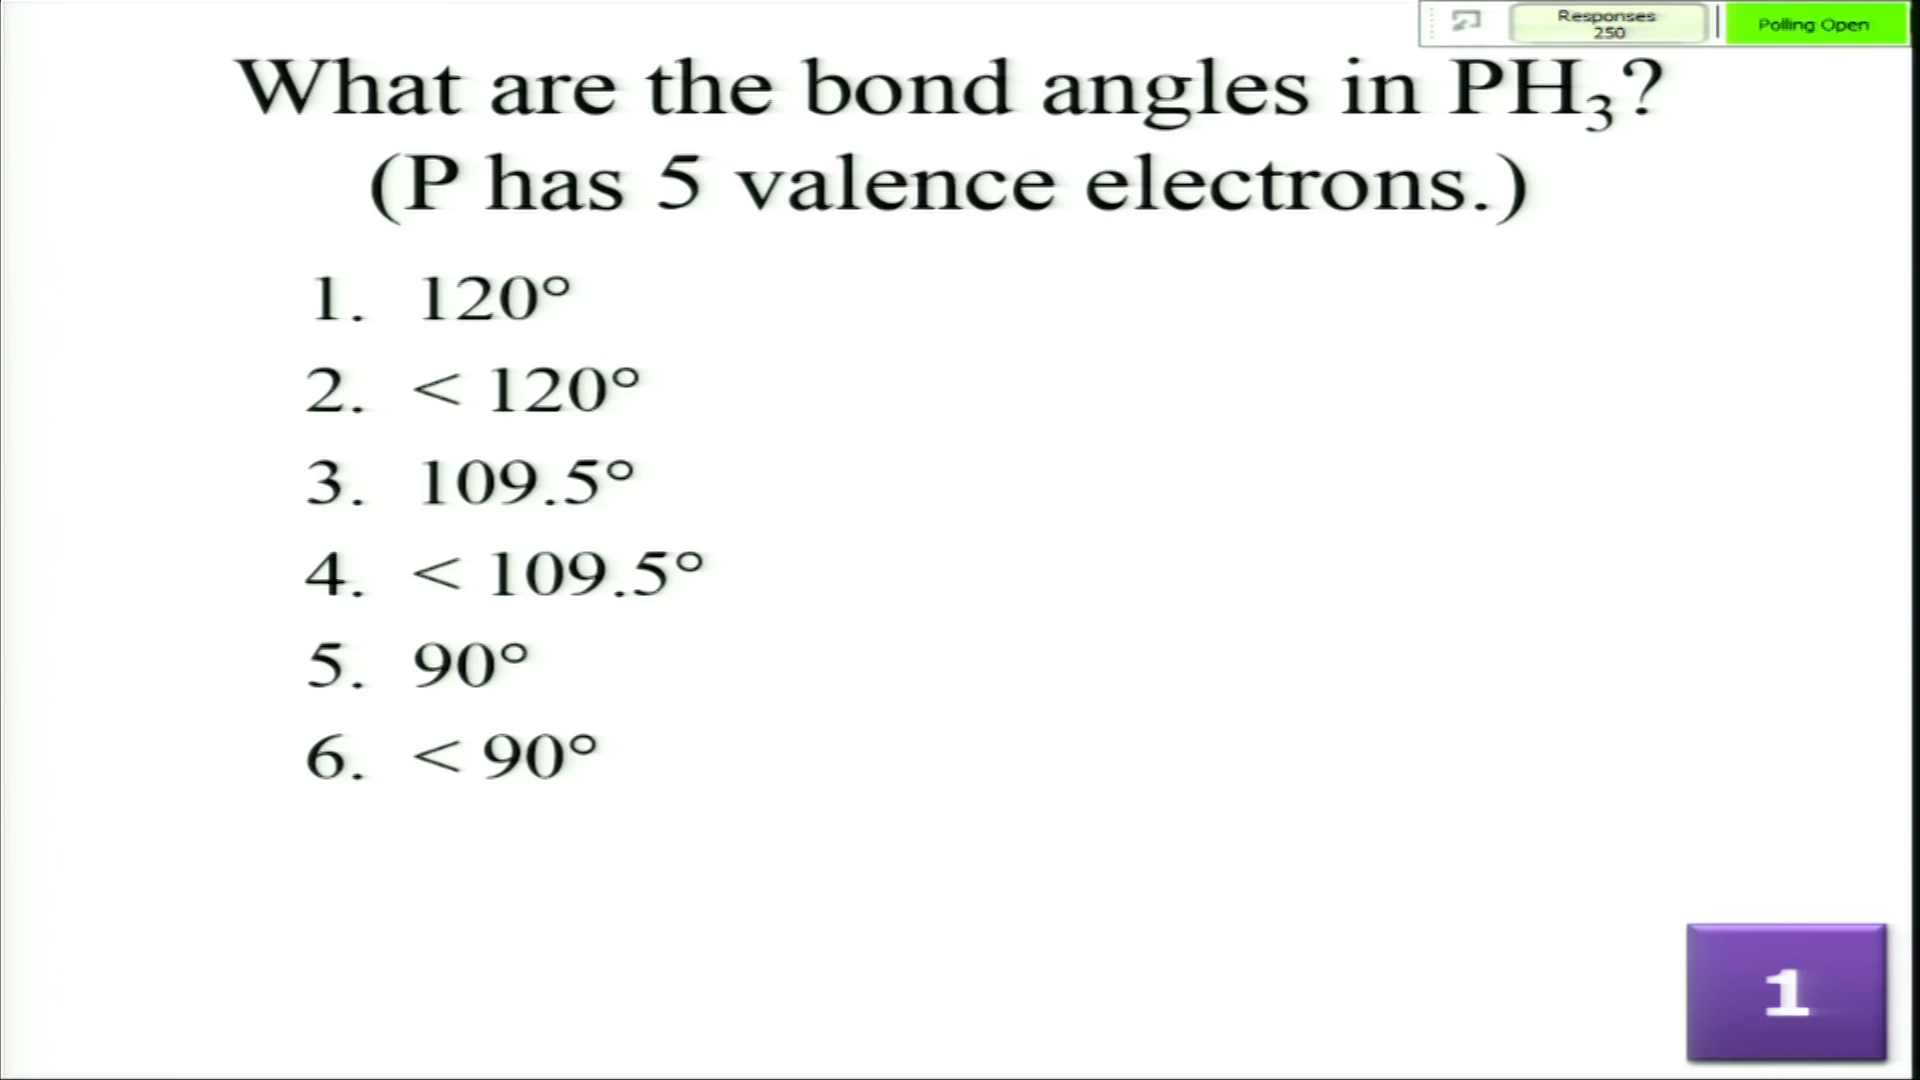 Responses
250
Polling Open
What are the bond angles in PH₃?
(P has 5 valence electrons.)
1. 120°
2. < 120°
3. 109.5°
4. < 109.5°
5. 90°
6. < 90°
1